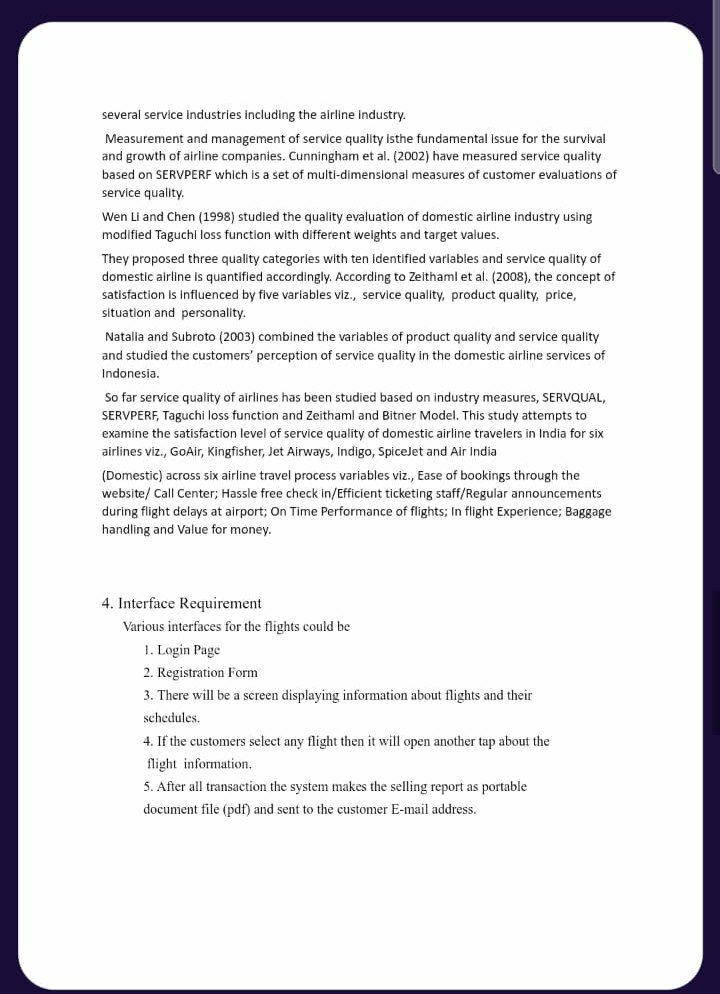 several service industries including the airline industry.
Measurement and management of service quality isthe fundamental issue for the survival
and growth of airline companies. Cunningham et al. (2002) have measured service quality
based on SERVPERF which is a set of multi-dimensional measures of customer evaluations of
service quality.
Wen Li and Chen (1998) studied the quality evaluation of domestic airline industry using
modified Taguchi loss function with different weights and target values.
They proposed three quality categories with ten identified variables and service quality of
domestic airline is quantified accordingly. According to Zeithaml et al. (2008), the concept of
satisfaction is influenced by five variables viz., service quality, product quality, price,
situation and personality.
Natalia and Subroto (2003) combined the variables of product quality and service quality
and studied the customers' perception of service quality in the domestic airline services of
Indonesia.
So far service quality of airlines has been studied based on industry measures, SERVQUAL,
SERVPERF, Taguchi loss function and Zeithaml and Bitner Model. This study attempts to
examine the satisfaction level of service quality of domestic airline travelers in India for six
airlines viz., GoAir, Kingfisher, Jet Airways, Indigo, SpiceJet and Air India
(Domestic) across six airline travel process variables viz., Ease of bookings through the
website/ Call Center; Hassle free check in/Efficient ticketing staff/Regular announcements
during flight delays at airport; On Time Performance of flights; In flight Experience; Baggage
handling and Value for money.
4. Interface Requirement
Various interfaces for the flights could be
1. Login Page
2. Registration Form
3. There will be a screen displaying information about flights and their
schedules.
4. If the customers select any flight then it will open another tap about the
flight information.
5. After all transaction the system makes the selling report as portable
document file (pdf) and sent to the customer E-mail address.